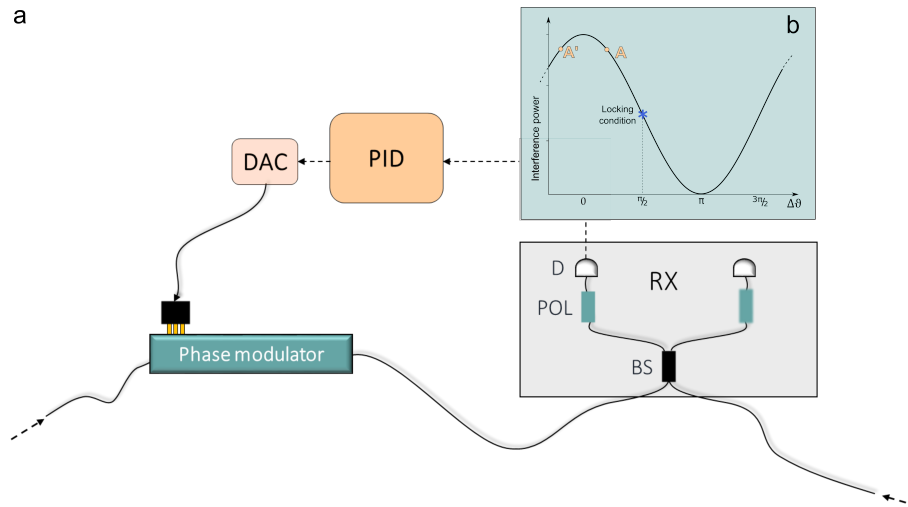 a
b
A'
A
Interference power
Locking
condition
0
π/2
π
3π/2
Δϑ
DAC
PID
D
RX
POL
BS
Phase modulator